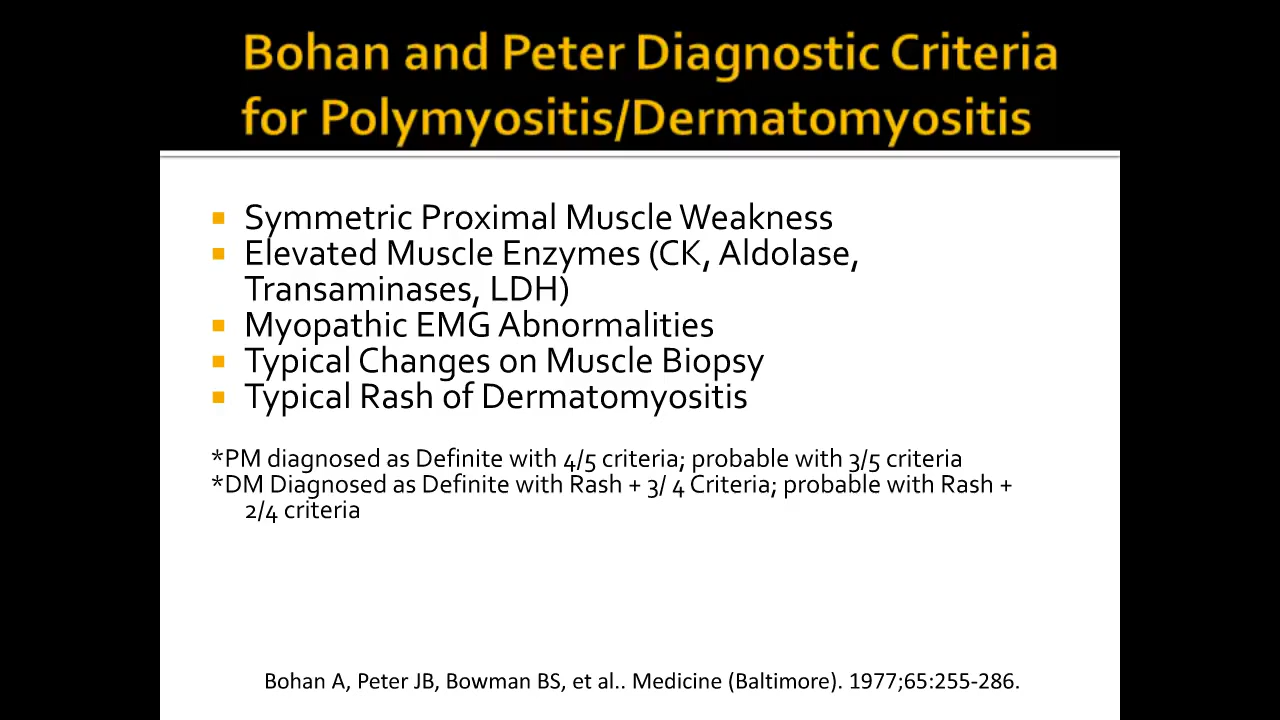 Bohan and Peter Diagnostic Criteria
for Polymyositis/Dermatomyositis
Symmetric Proximal Muscle Weakness
Elevated Muscle Enzymes (CK, Aldolase,
Transaminases, LDH)
Myopathic EMG Abnormalities
Typical Changes on Muscle Biopsy
Typical Rash of Dermatomyositis
*PM diagnosed as Definite with 4/5 criteria; probable with 3/5 criteria
*DM Diagnosed as Definite with Rash + 3/ 4 Criteria; probable with Rash +
2/4 criteria
Bohan A, Peter JB, Bowman BS, et al.. Medicine (Baltimore). 1977;65:255-286.